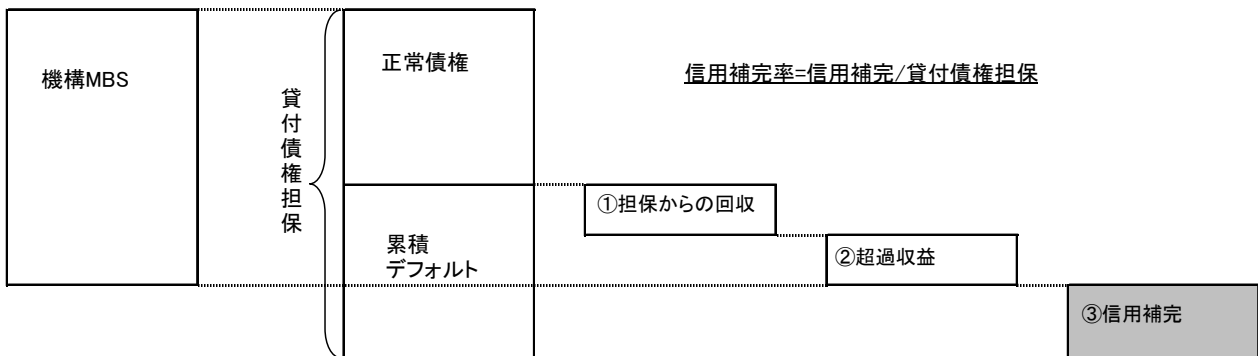 機構MBS
貸付債権担保
正常債権
信用補完率=信用補完/貸付債権担保
①担保からの回収
累積
デフォルト
②超過収益
③信用補完